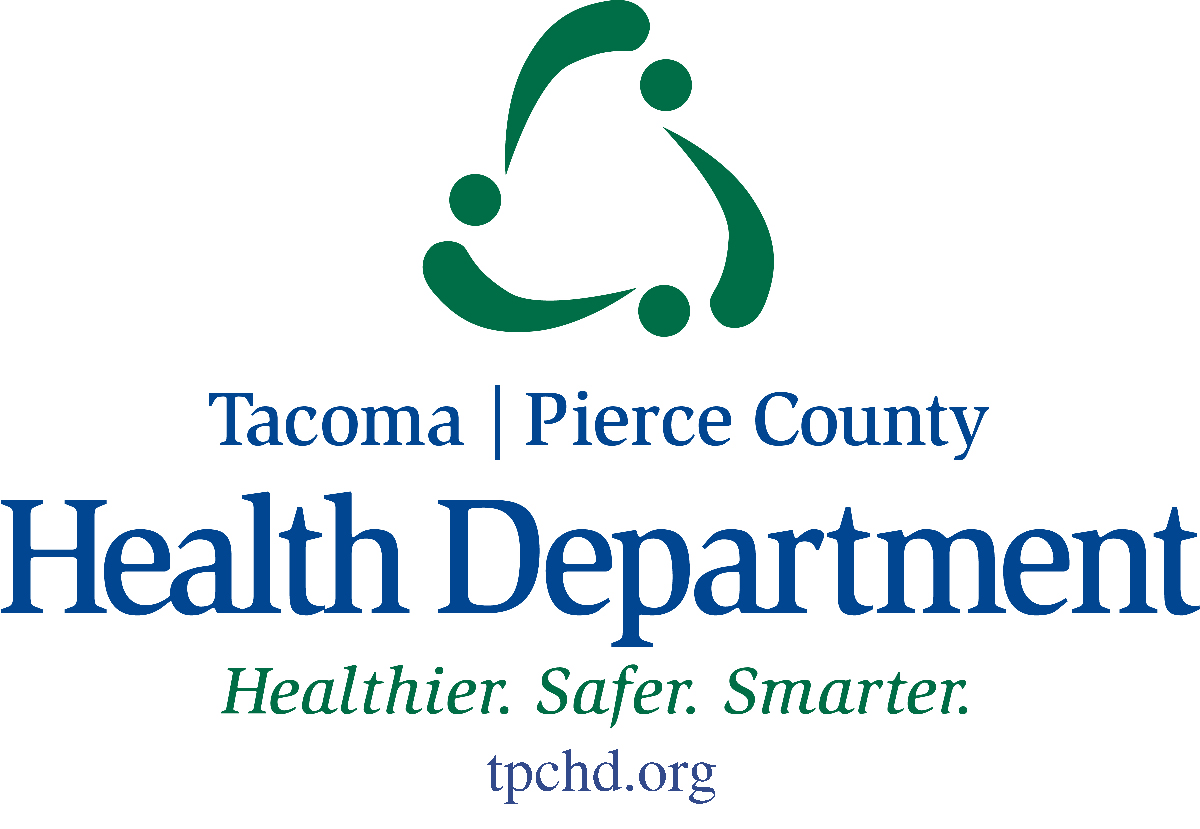 Tacoma | Pierce County
Health Department
Healthier. Safer. Smarter.
tpchd.org